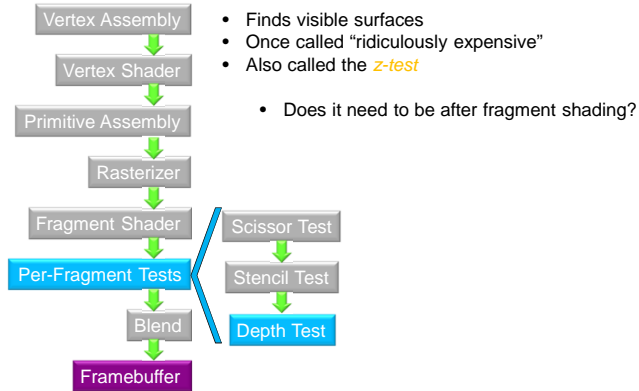 Vertex Assembly
Vertex Shader
Primitive Assembly
Rasterizer
Fragment Shader
Per-Fragment Tests
Blend
Framebuffer
Scissor Test
Stencil Test
Depth Test
• Finds visible surfaces
• Once called “ridiculously expensive”
• Also called the z-test
• Does it need to be after fragment shading?